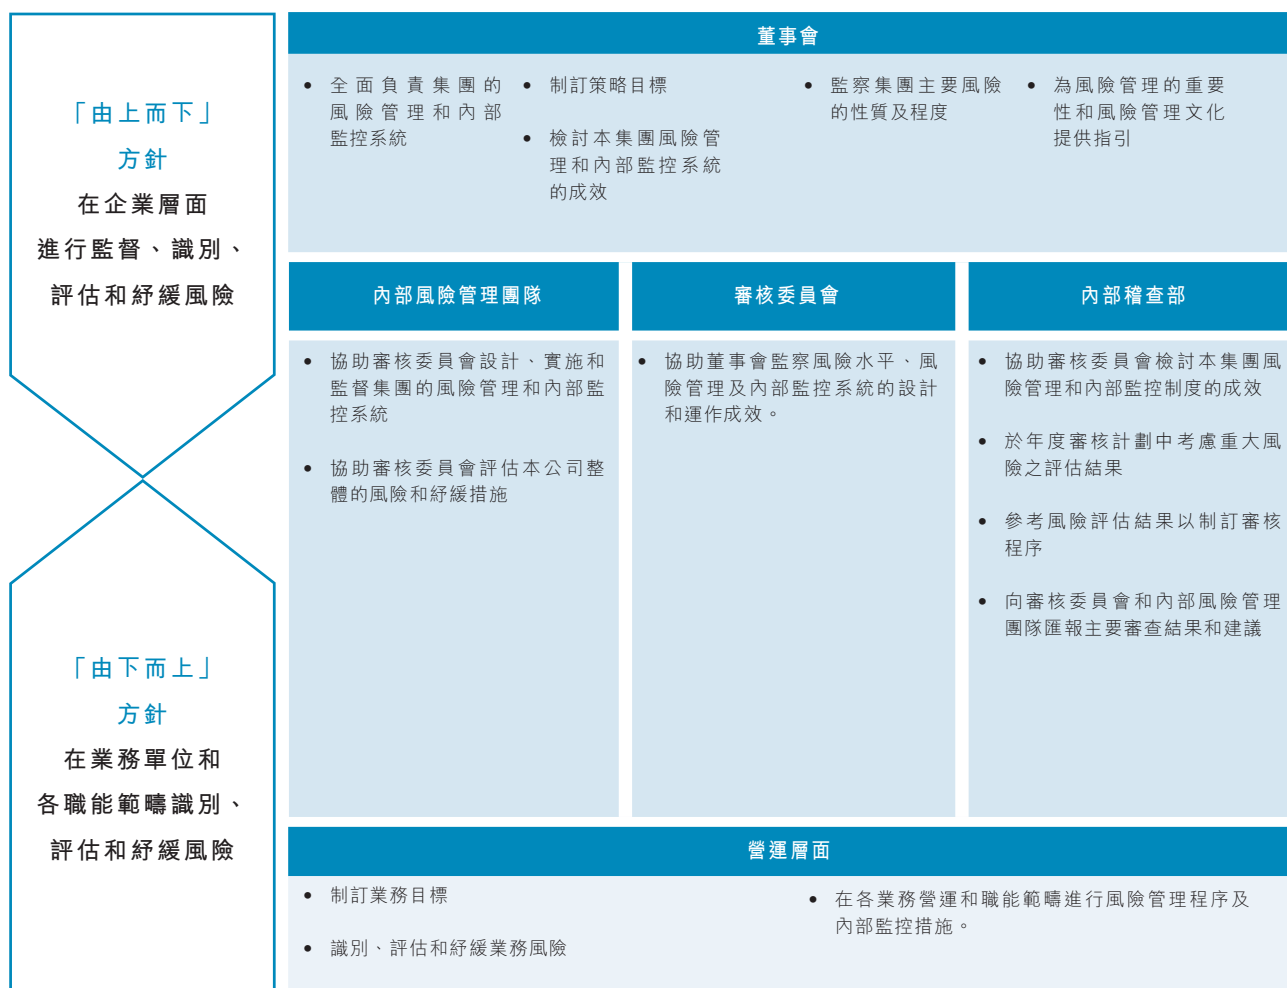 「由上而下」
方針
在企業層面
進行監督、識別、
評估和紓緩風險
「由下而上」
方針
在業務單位和
各職能範疇識別、
評估和紓緩風險
董事會
• 全面負責集團的
風險管理和內部
監控系統
• 制訂策略目標
• 檢討本集團風險管
理和內部監控系統
的成效
• 監察集團主要風險
的性質及程度
• 為風險管理的重要
性和風險管理文化
提供指引
內部風險管理團隊
• 協助審核委員會設計、實施和
監督集團的風險管理和內部監
控系統
• 協助審核委員會評估本公司整
體的風險和紓緩措施
審核委員會
• 協助董事會監察風險水平、風
險管理及內部監控系統的設計
和運作成效。
內部稽查部
• 協助審核委員會檢討本集團風
險管理和內部監控制度的成效
• 於年度審核計劃中考慮重大風
險之評估結果
• 參考風險評估結果以制訂審核
程序
• 向審核委員會和內部風險管理
團隊匯報主要審查結果和建議
營運層面
• 制訂業務目標
• 識別、評估和紓緩業務風險
• 在各業務營運和職能範疇進行風險管理程序及
內部監控措施。